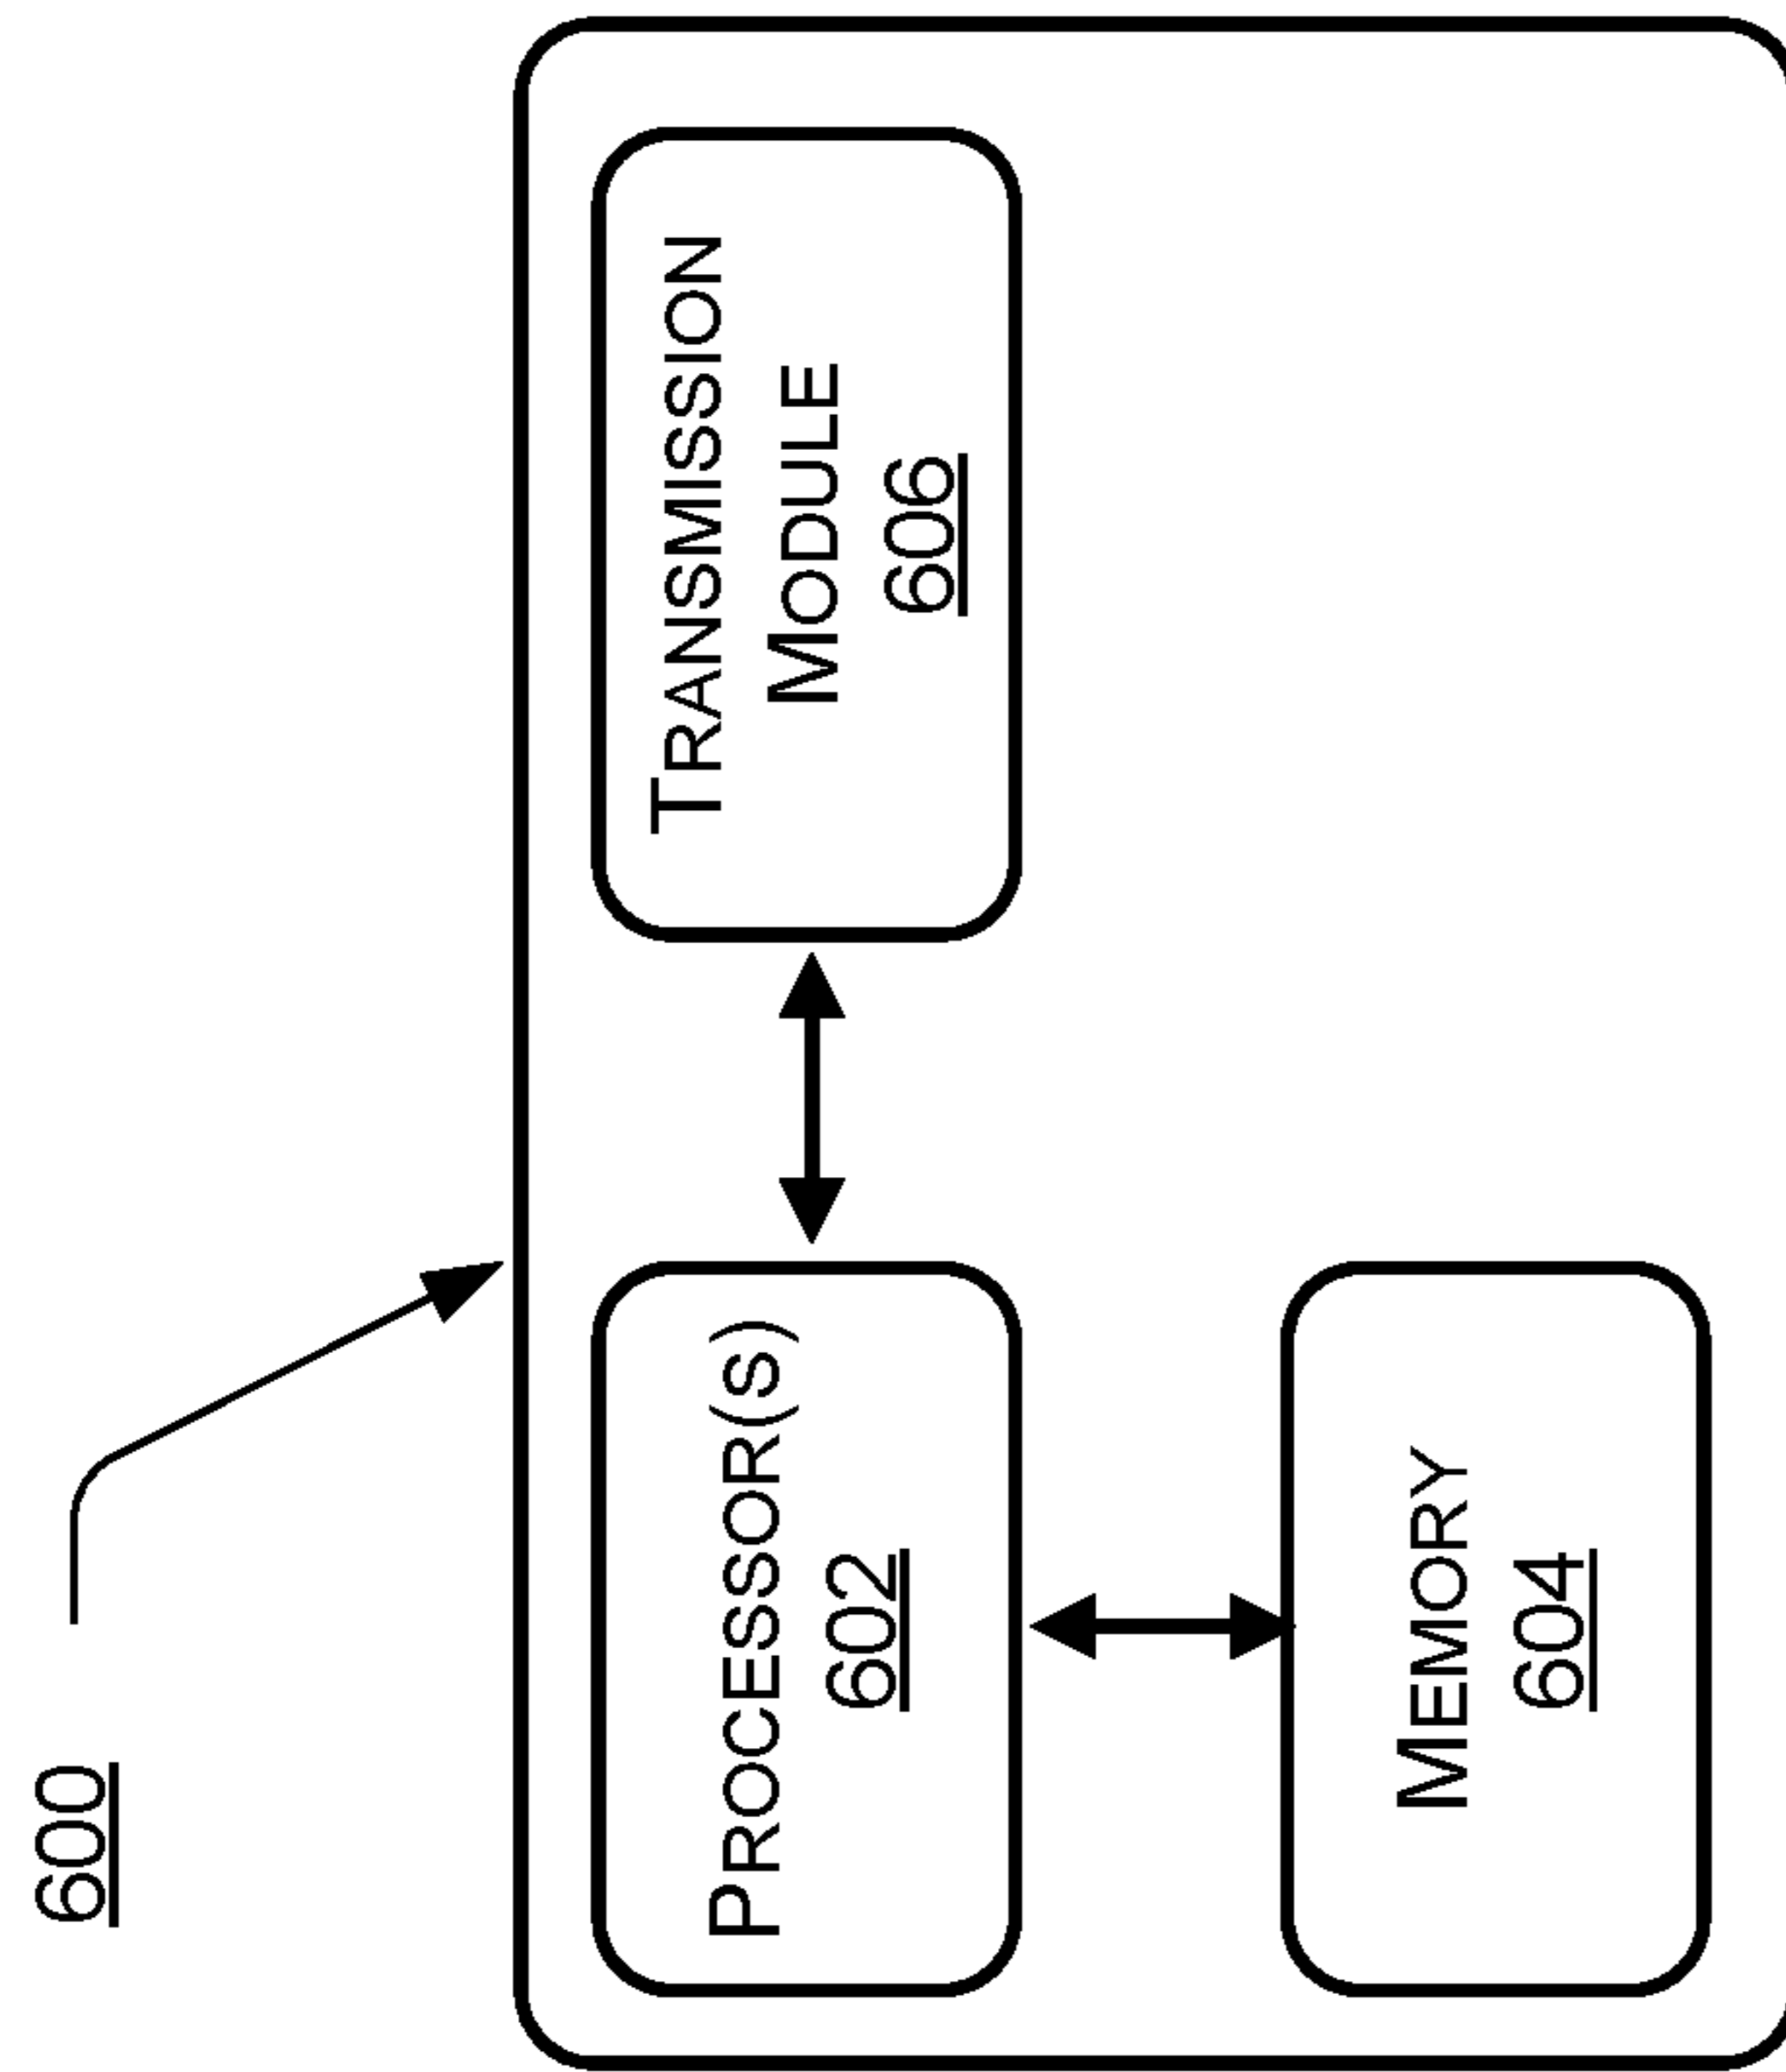 600
PROCESSOR(S)
602
TRANSMISSION
MODULE
606
MEMORY
604